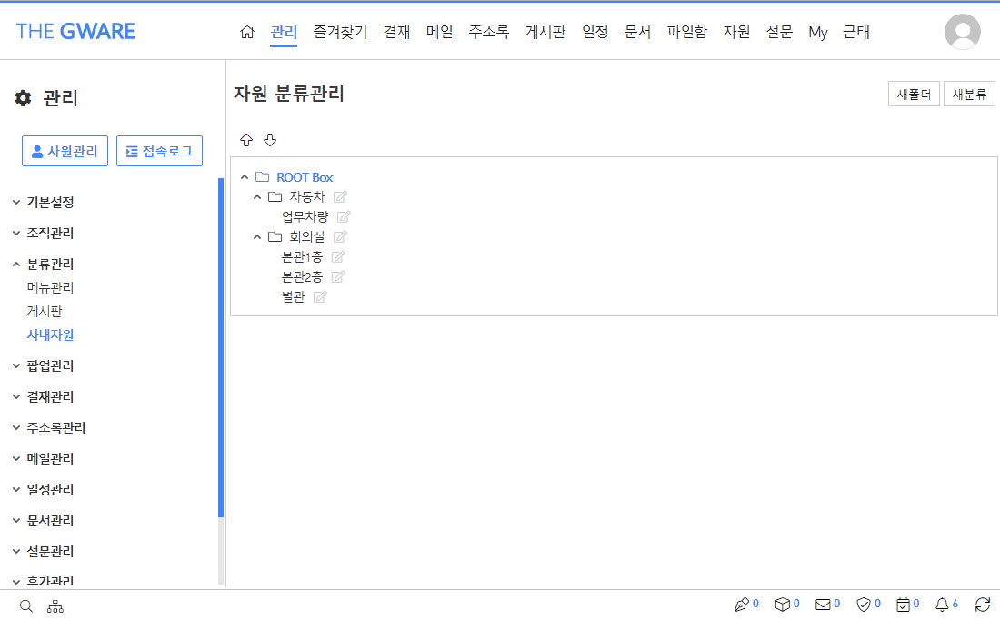 THE GWARE
관리 즐겨찾기 결재 메일 주소록 게시판 일정 문서 파일함 자원 설문 My 근태
관리
사원관리 접속로그
기본설정
조직관리
분류관리
메뉴관리
게시판
사내자원
팝업관리
결재관리
주소록관리
메일관리
일정관리
문서관리
설문관리
휴가관리
자원 분류관리
새폴더 새분류
ROOT Box
자동차
업무차량
회의실
본관1층
본관2층
별관
0 0 0 0 0 6